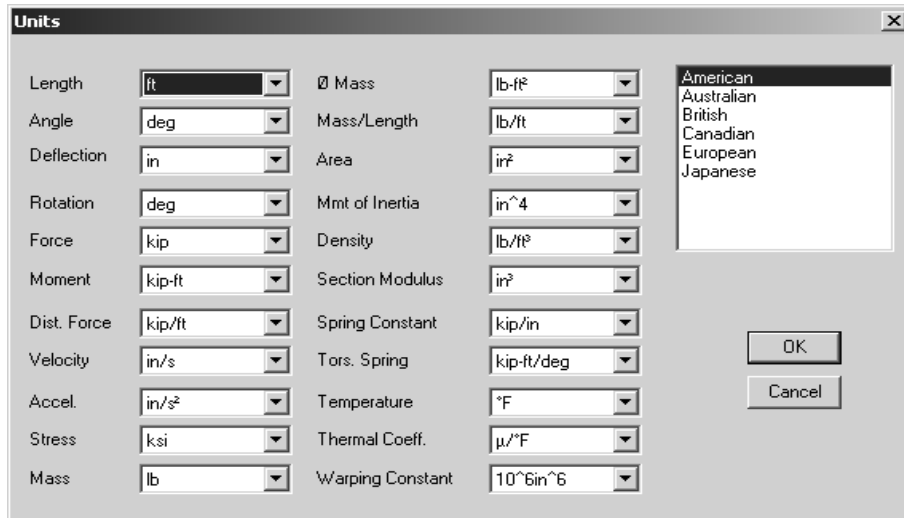 Units
Length ft Ø Mass lb-ft²
Angle deg Mass/Length lb/ft
Deflection in Area in²
Rotation deg Mmt of Inertia in^4
Force kip Density lb/ft³
Moment kip-ft Section Modulus in³
Dist. Force kip/ft Spring Constant kip/in
Velocity in/s Tors. Spring kip-ft/deg
Accel. in/s² Temperature °F
Stress ksi Thermal Coeff. µ/°F
Mass lb Warping Constant 10^6in^6
American
Australian
British
Canadian
European
Japanese
OK
Cancel